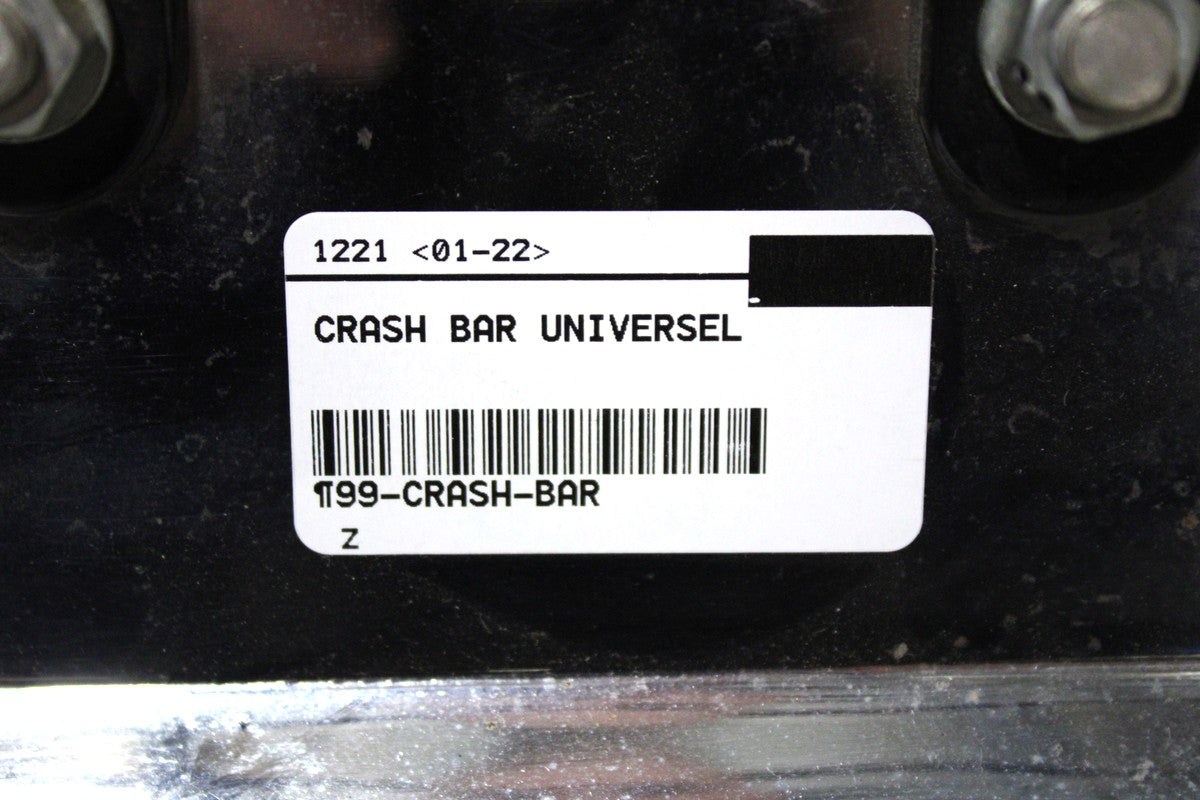 1221 <01-22>
CRASH BAR UNIVERSEL
¶99-CRASH-BAR
Z